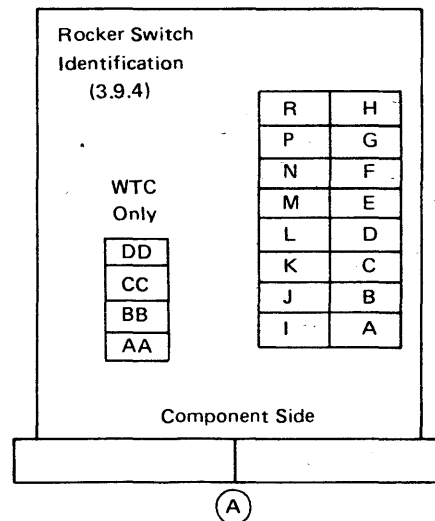 Rocker Switch
Identification
(3.9.4)
R H
P G
N F
M E
L D
K C
J B
I A
WTC
Only
DD
CC
BB
AA
Component Side
A